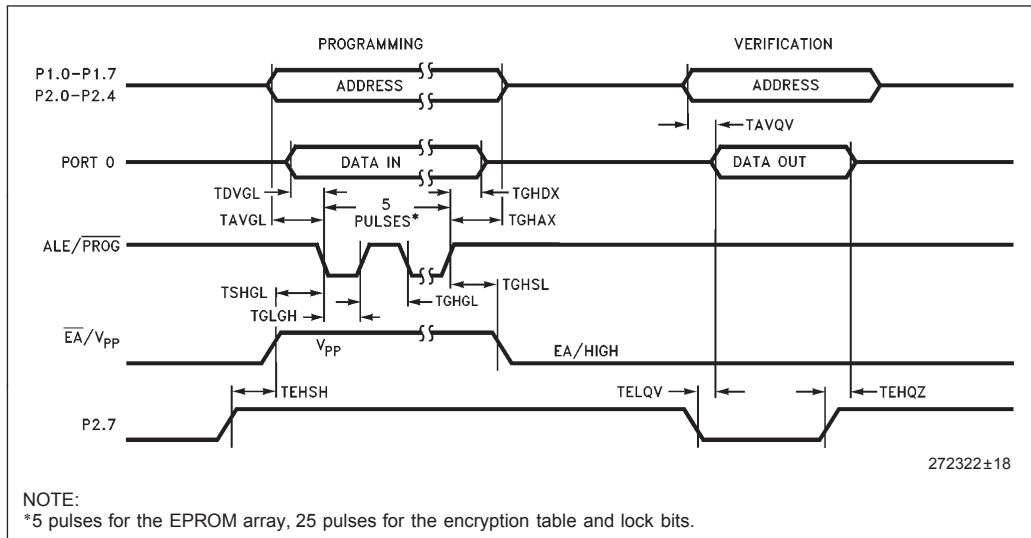 PROGRAMMING VERIFICATION
P1.0–P1.7
P2.0–P2.4
ADDRESS ADDRESS
TAVQV
PORT 0 DATA IN DATA OUT
TDVGL 5 TGHDX
TAVGL PULSES* TGHAX
ALE/PROG
TSHGL TGHSL
TGLGH TGHGL
EA/VPP VPP EA/HIGH
TEHSH TELQV TEHQZ
P2.7
272322±18
NOTE:
*5 pulses for the EPROM array, 25 pulses for the encryption table and lock bits.